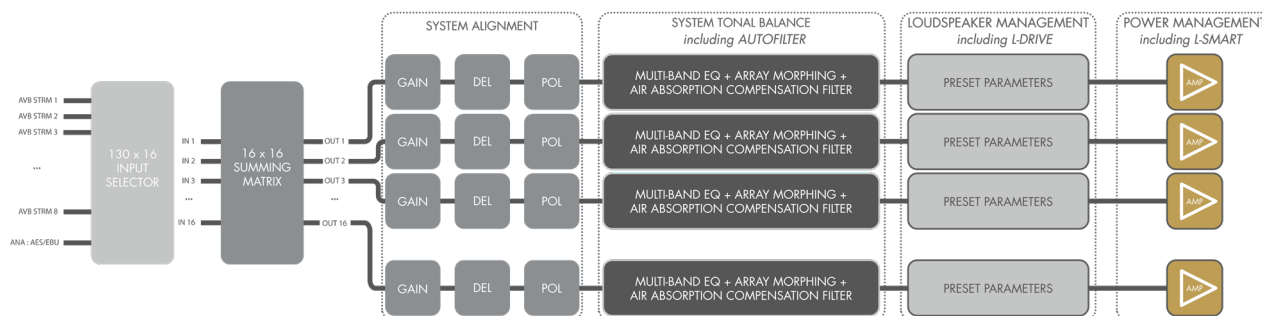 SYSTEM ALIGNMENT
SYSTEM TONAL BALANCE
including AUTOFILTER
LOUDSPEAKER MANAGEMENT
including L-DRIVE
POWER MANAGEMENT
including L-SMART
AVB STRM 1
AVB STRM 2
AVB STRM 3
...
AVB STRM 8
ANA : AES/EBU
130 x 16
INPUT
SELECTOR
IN 1
IN 2
IN 3
...
IN 16
16 x 16
SUMMING
MATRIX
OUT 1
OUT 2
OUT 3
...
OUT 16
GAIN
DEL
POL
MULTI-BAND EQ + ARRAY MORPHING +
AIR ABSORPTION COMPENSATION FILTER
PRESET PARAMETERS
AMP
GAIN
DEL
POL
MULTI-BAND EQ + ARRAY MORPHING +
AIR ABSORPTION COMPENSATION FILTER
PRESET PARAMETERS
AMP
GAIN
DEL
POL
MULTI-BAND EQ + ARRAY MORPHING +
AIR ABSORPTION COMPENSATION FILTER
PRESET PARAMETERS
AMP
GAIN
DEL
POL
MULTI-BAND EQ + ARRAY MORPHING +
AIR ABSORPTION COMPENSATION FILTER
PRESET PARAMETERS
AMP